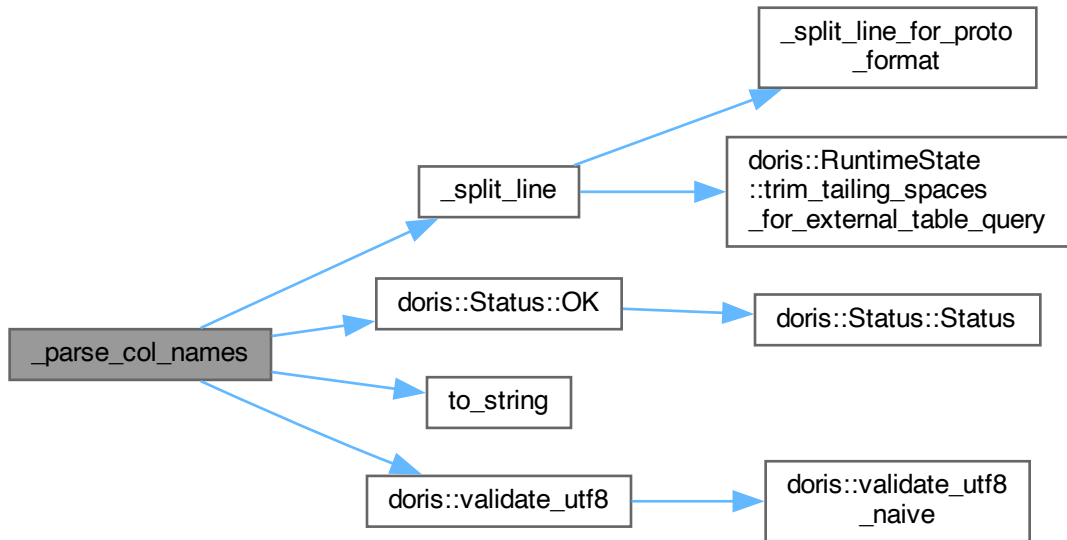 _parse_col_names
_split_line
_split_line_for_proto
_format
doris::RuntimeState
::trim_tailing_spaces
_for_external_table_query
doris::Status::OK
doris::Status::Status
to_string
doris::validate_utf8
doris::validate_utf8
_naive